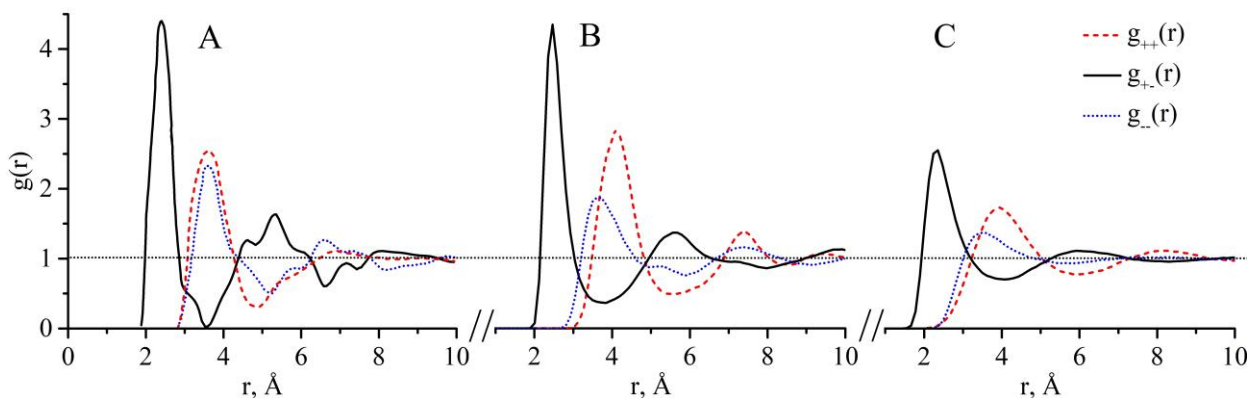 A
B
C
g++(r)
g+-(r)
g--(r)
g(r)
4
3
2
1
0
0 2 4 6 8 10 // 2 4 6 8 10 // 2 4 6 8 10
r, Å r, Å r, Å